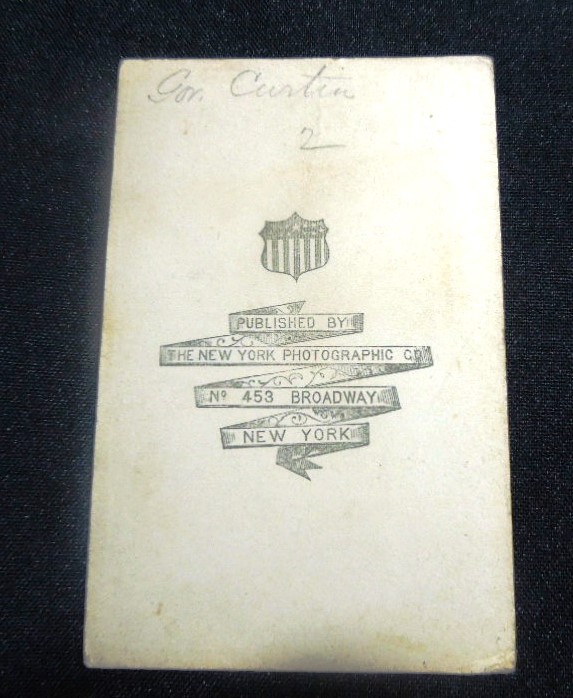 Gov. Curtin
2
PUBLISHED BY
THE NEW YORK PHOTOGRAPHIC CO
No 453 BROADWAY
NEW YORK